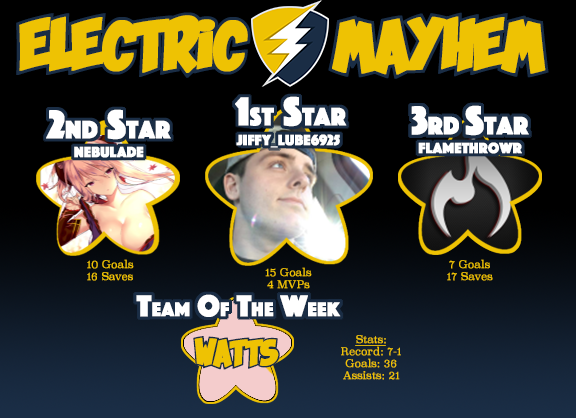 ELECTRIC MAYHEM
1ST STAR
JIFFY_LUBE6925
2ND STAR
NEBULADE
3RD STAR
FLAMETHROWR
10 Goals
16 Saves
15 Goals
4 MVPs
7 Goals
17 Saves
TEAM OF THE WEEK
WATTS
Stats:
Record: 7-1
Goals: 36
Assists: 21